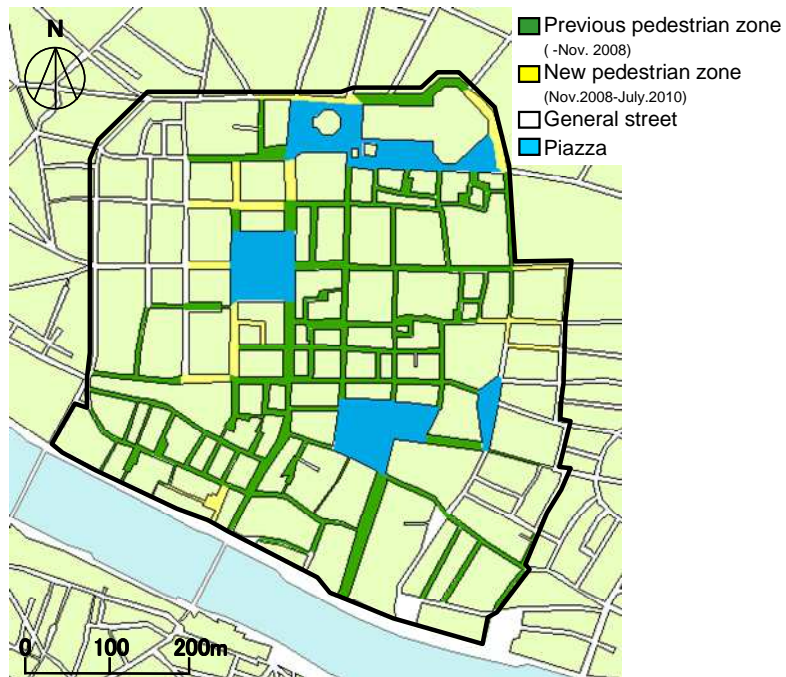 N
Previous pedestrian zone
( -Nov. 2008)
New pedestrian zone
(Nov.2008-July.2010)
General street
Piazza
0 100 200m